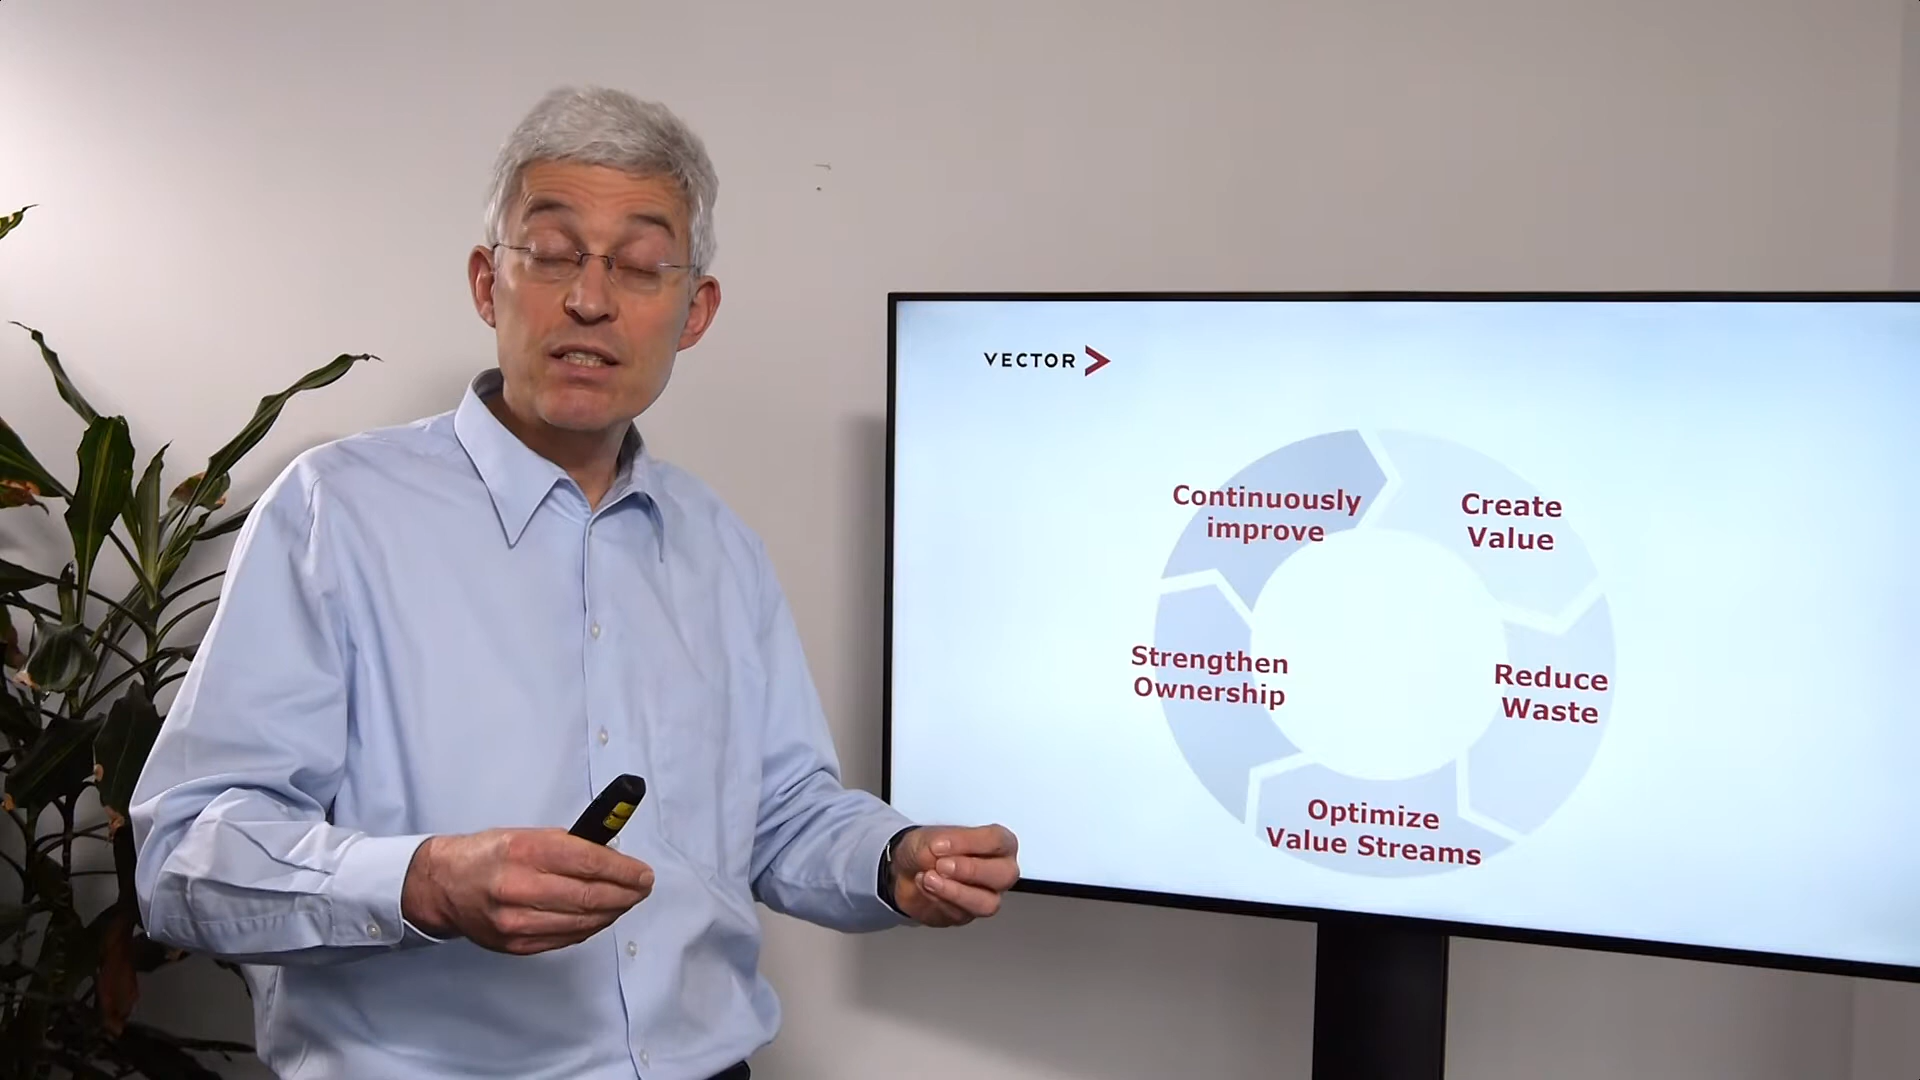 VECTOR
Continuously
improve
Create
Value
Strengthen
Ownership
Reduce
Waste
Optimize
Value Streams